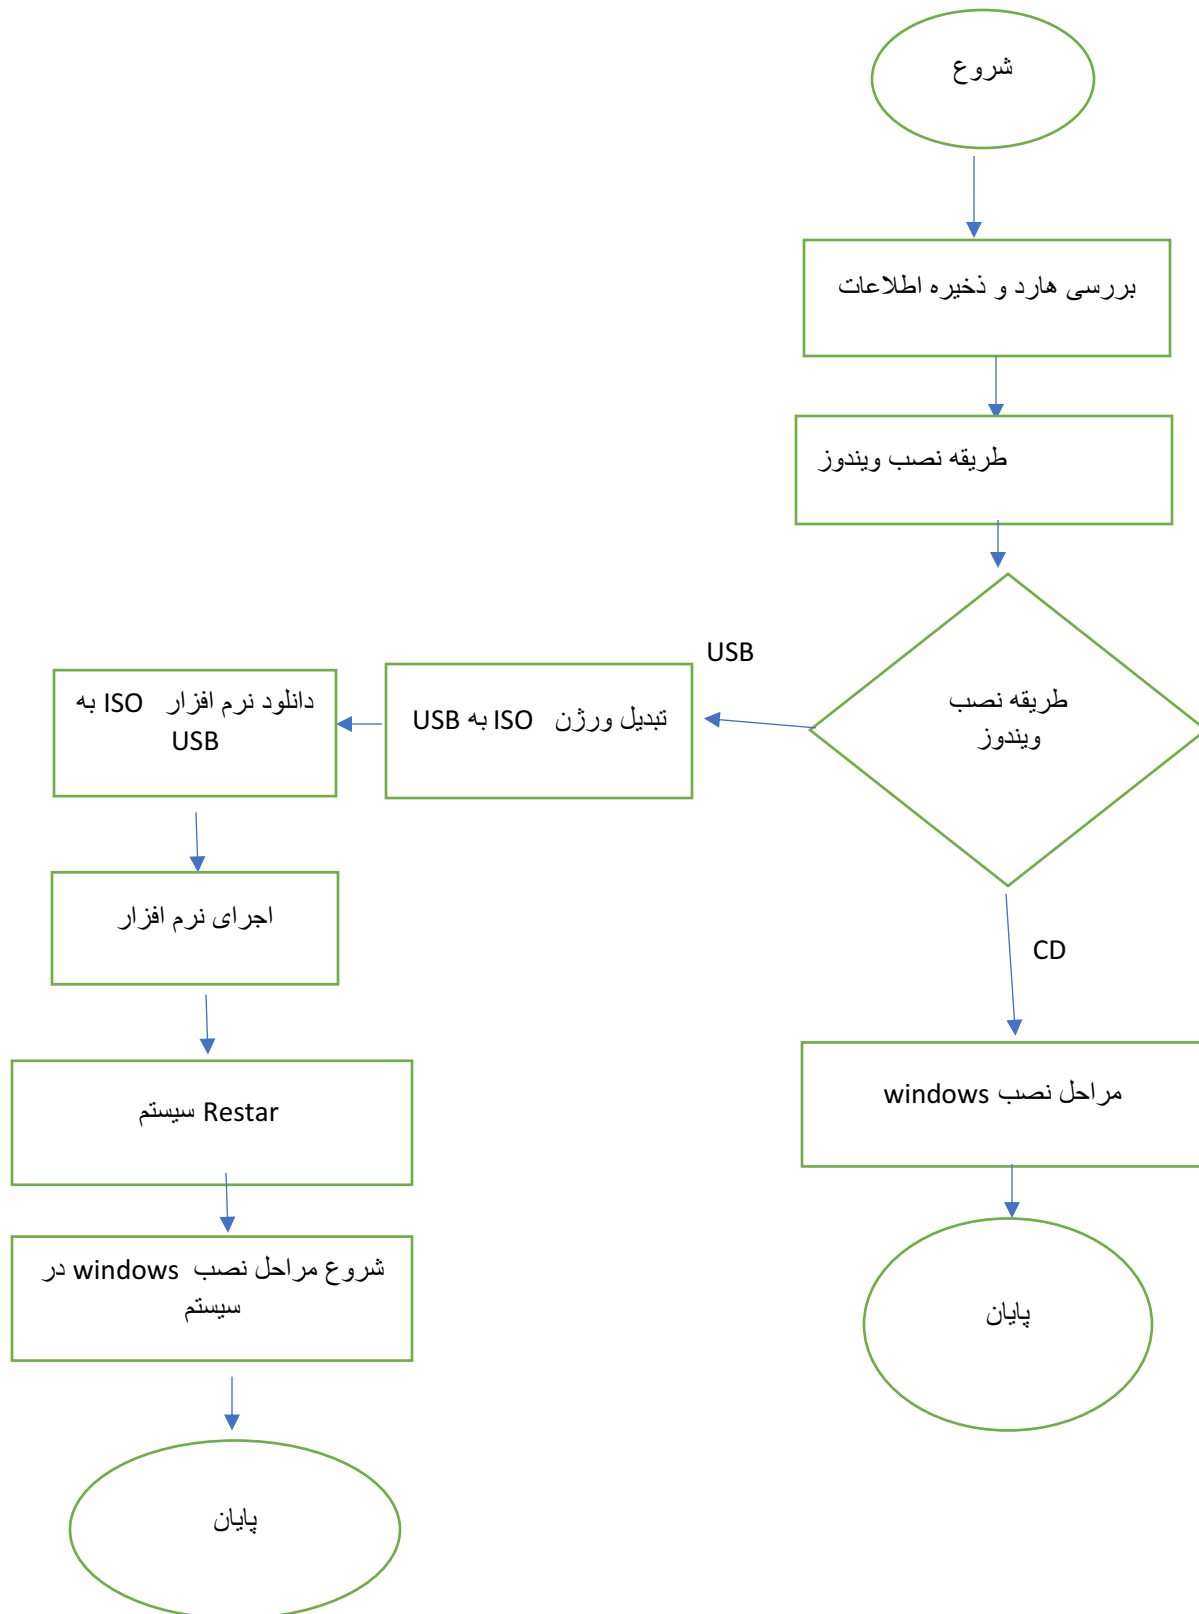 شروع
بررسی هارد و ذخیره اطلاعات
طریقه نصب ویندوز
طریقه نصب
ویندوز
USB
تبدیل ورژن ISO به USB
دانلود نرم افزار ISO به
USB
اجرای نرم افزار
Restar سیستم
شروع مراحل نصب windows در
سیستم
پایان
CD
مراحل نصب windows
پایان